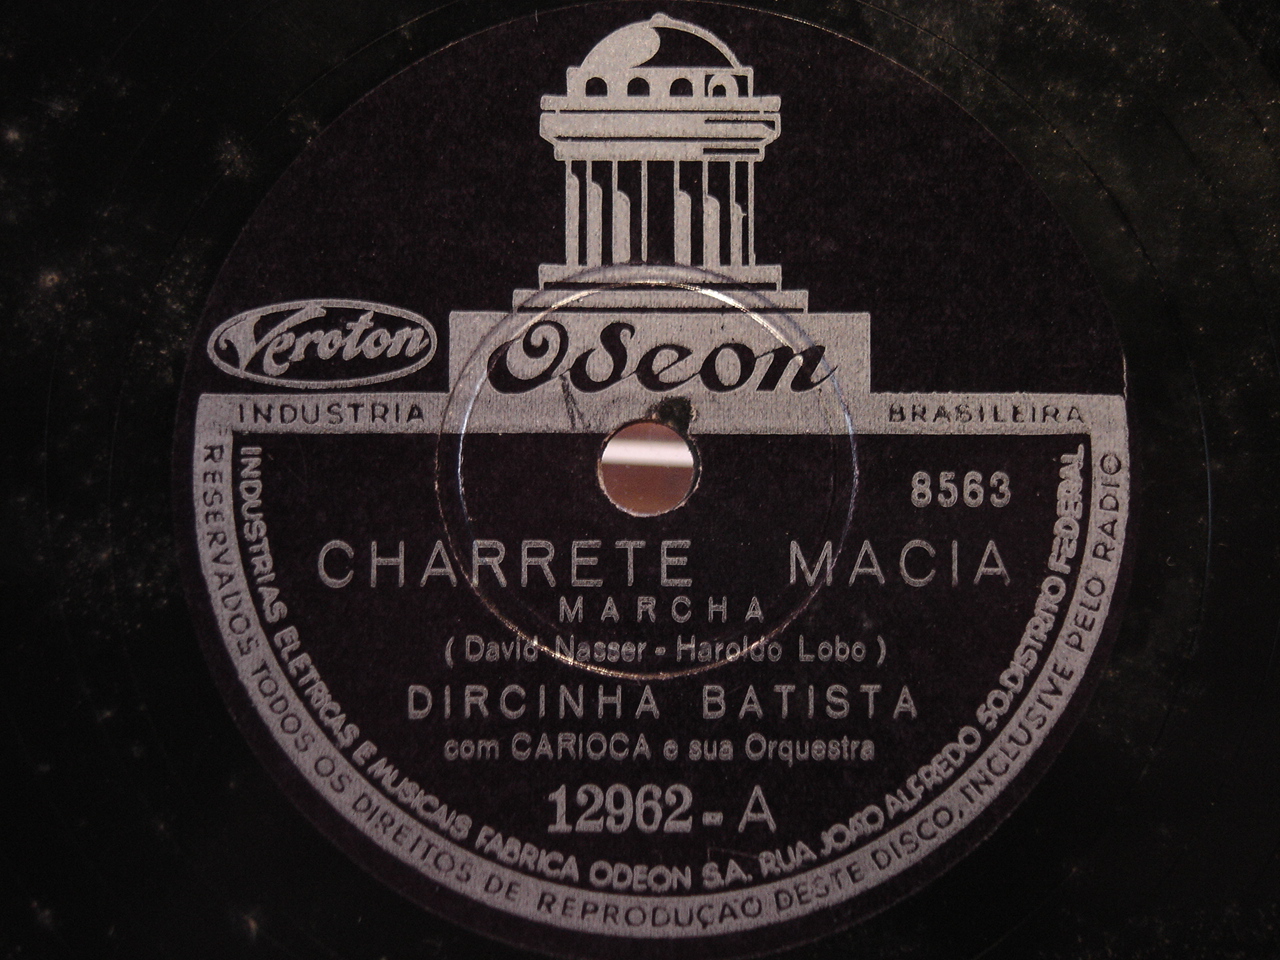 Veroton
Odeon
INDUSTRIA BRASILEIRA
8563
CHARRETE MACIA
MARCHA
( David Nasser - Haroldo Lobo )
DIRCINHA BATISTA
com CARIOCA e sua Orquestra
12962 - A
INDUSTRIAS ELETRICAS E MUSICAIS FABRICA ODEON S.A. RUA JOAO ALFREDO 50.DISTRITO FEDERAL
RESERVADOS TODOS OS DIREITOS DE REPRODUÇAO DESTE DISCO, INCLUSIVE PELO RADIO